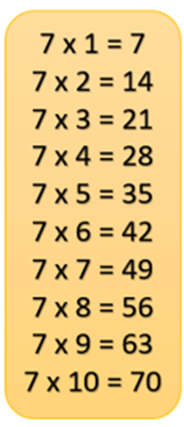 7 x 1 = 7
7 x 2 = 14
7 x 3 = 21
7 x 4 = 28
7 x 5 = 35
7 x 6 = 42
7 x 7 = 49
7 x 8 = 56
7 x 9 = 63
7 x 10 = 70